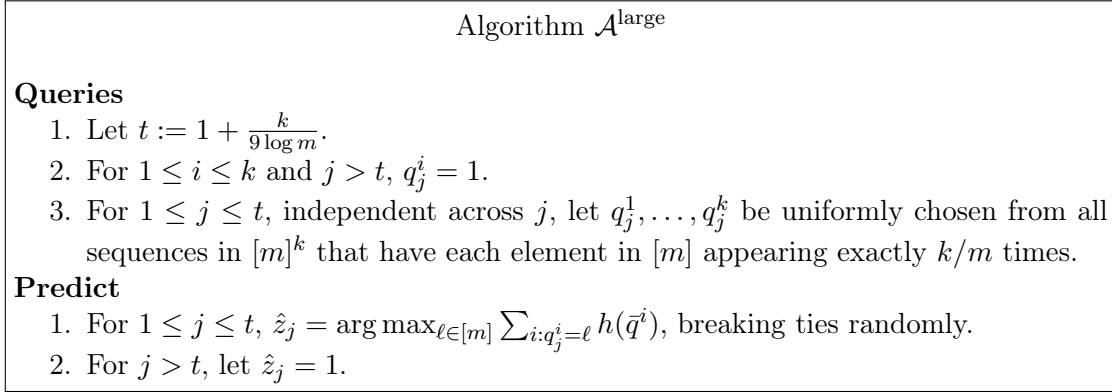 Algorithm 𝒜^large
Queries
1. Let t := 1 + k/(9 log m).
2. For 1 ≤ i ≤ k and j > t, q_j^i = 1.
3. For 1 ≤ j ≤ t, independent across j, let q_j^1, . . . , q_j^k be uniformly chosen from all
sequences in [m]^k that have each element in [m] appearing exactly k/m times.
Predict
1. For 1 ≤ j ≤ t, ẑ_j = arg max_{ℓ∈[m]} ∑_{i:q_j^i=ℓ} h(q̄^i), breaking ties randomly.
2. For j > t, let ẑ_j = 1.